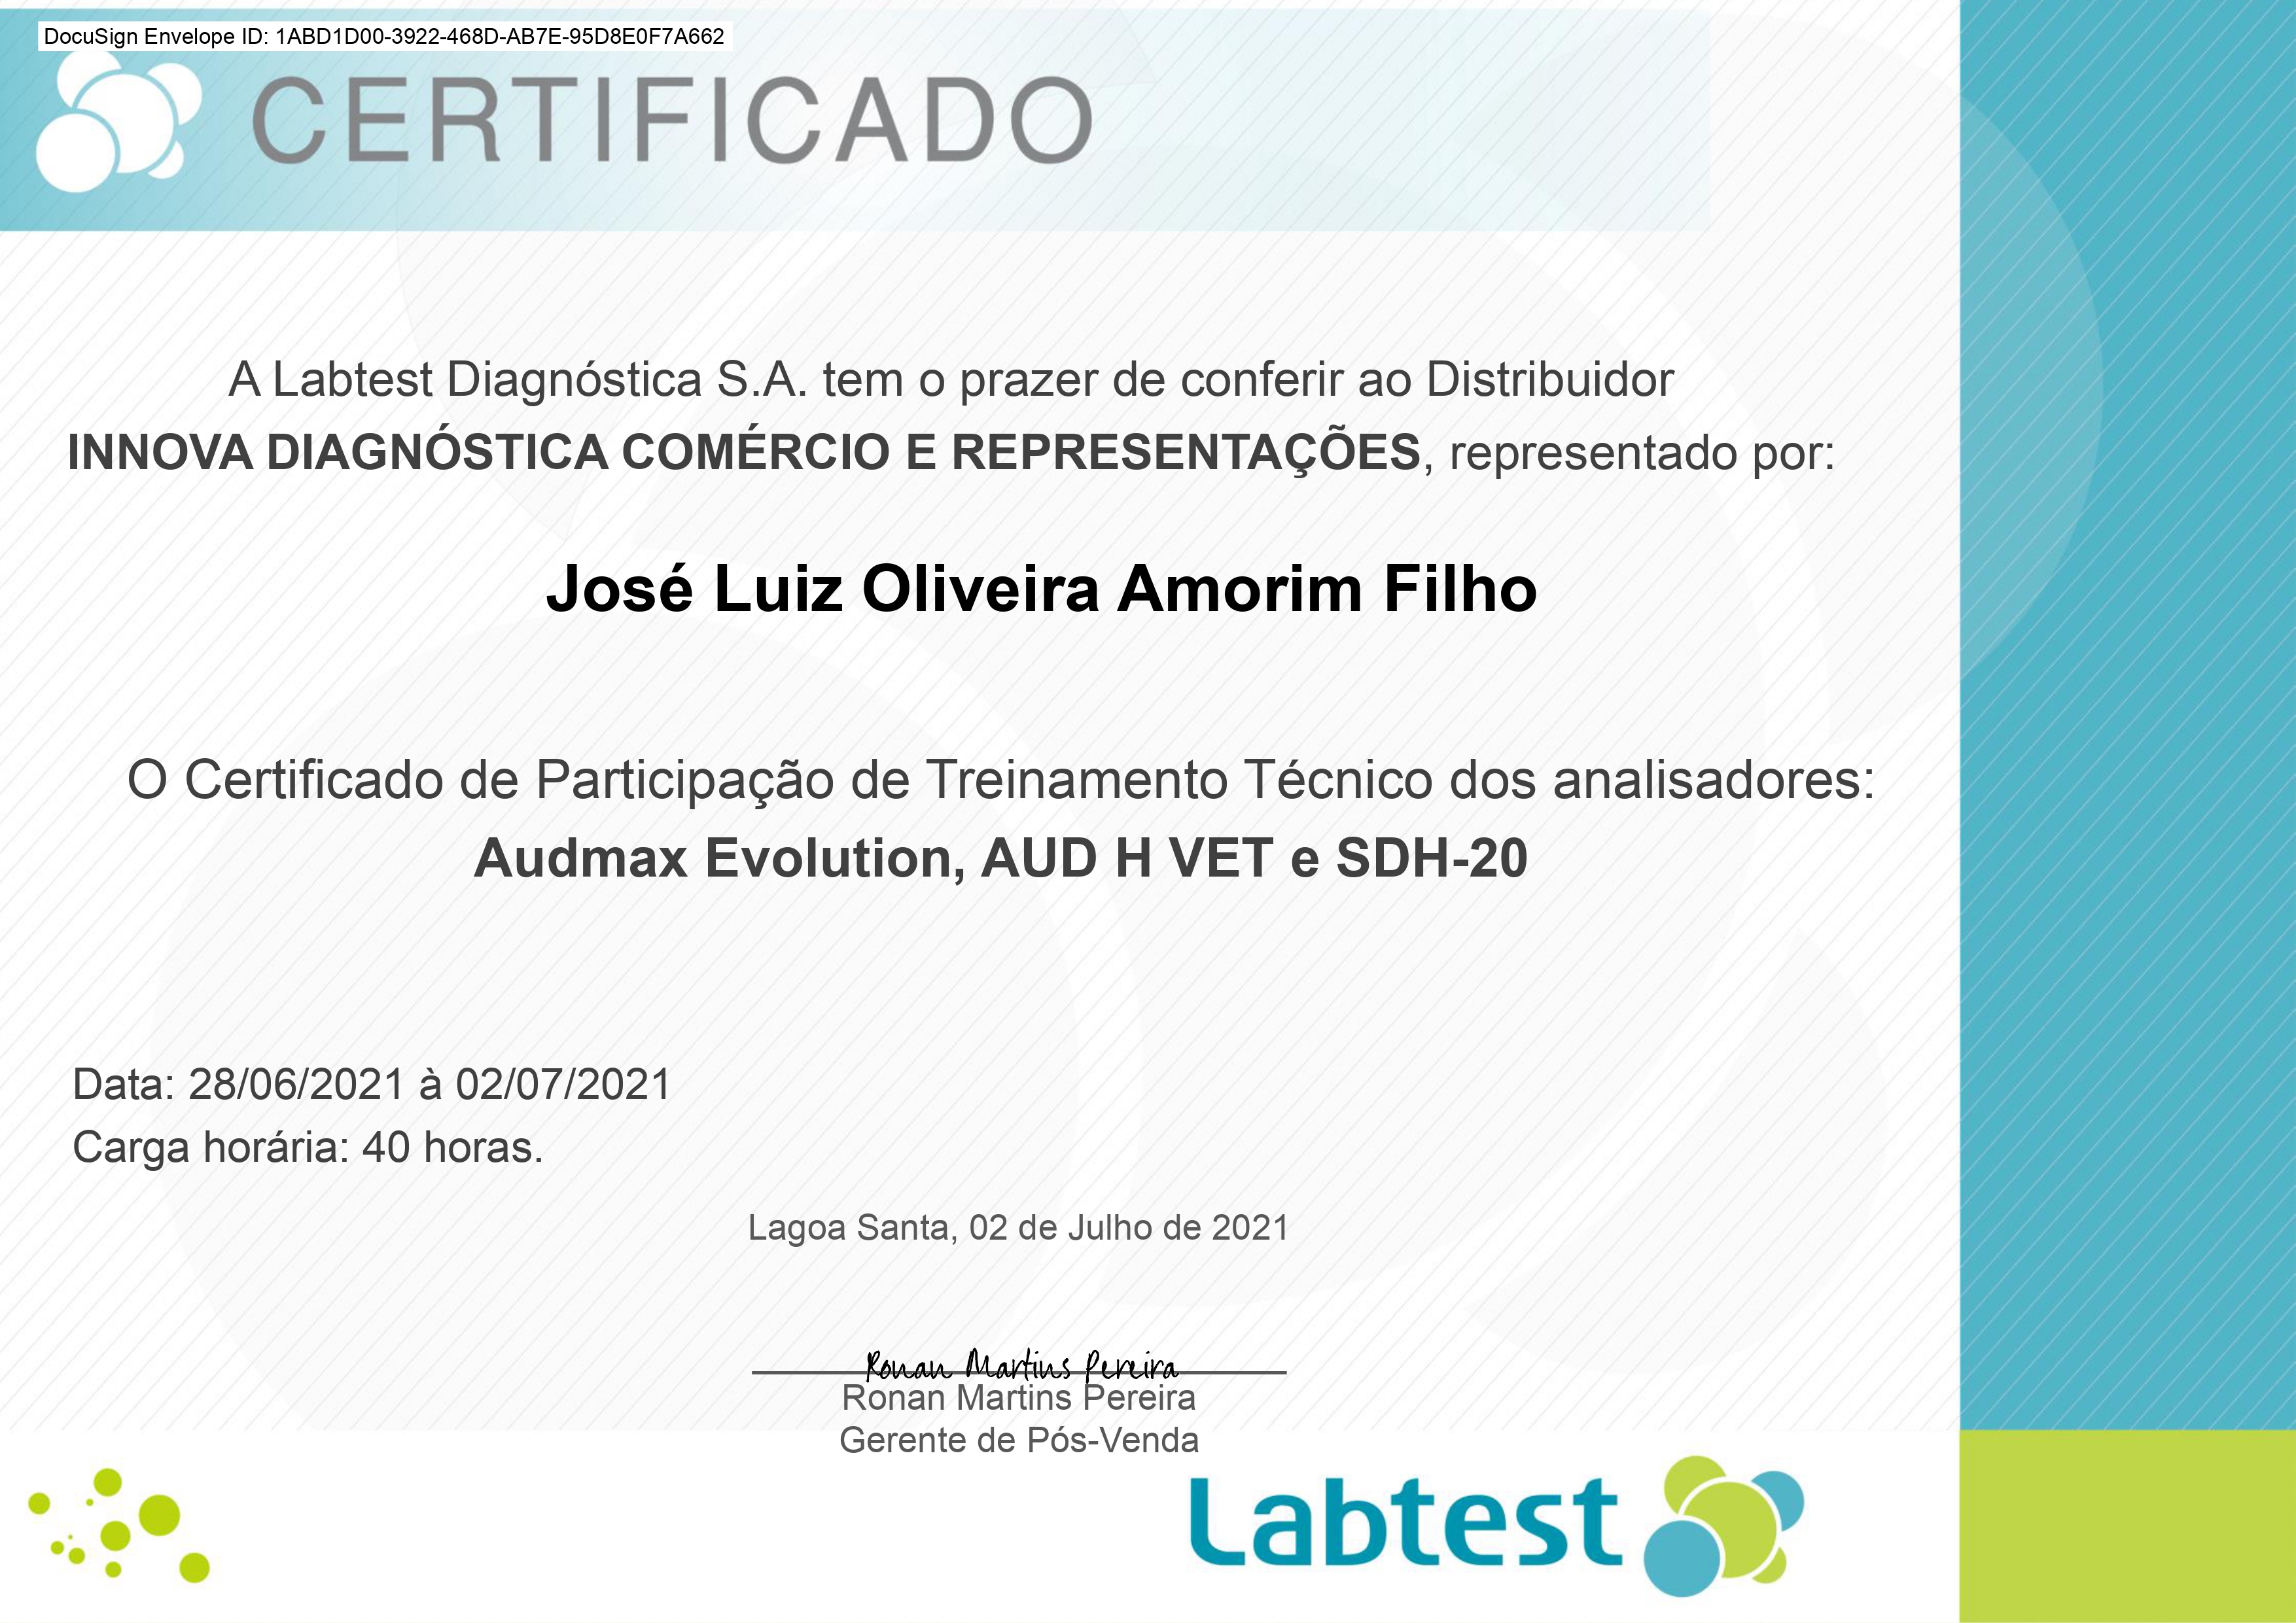 DocuSign Envelope ID: 1ABD1D00-3922-468D-AB7E-95D8E0F7A662
CERTIFICADO
A Labtest Diagnóstica S.A. tem o prazer de conferir ao Distribuidor
INNOVA DIAGNÓSTICA COMÉRCIO E REPRESENTAÇÕES, representado por:
José Luiz Oliveira Amorim Filho
O Certificado de Participação de Treinamento Técnico dos analisadores:
Audmax Evolution, AUD H VET e SDH-20
Data: 28/06/2021 à 02/07/2021
Carga horária: 40 horas.
Lagoa Santa, 02 de Julho de 2021
Ronan Martins Pereira
Ronan Martins Pereira
Gerente de Pós-Venda
Labtest